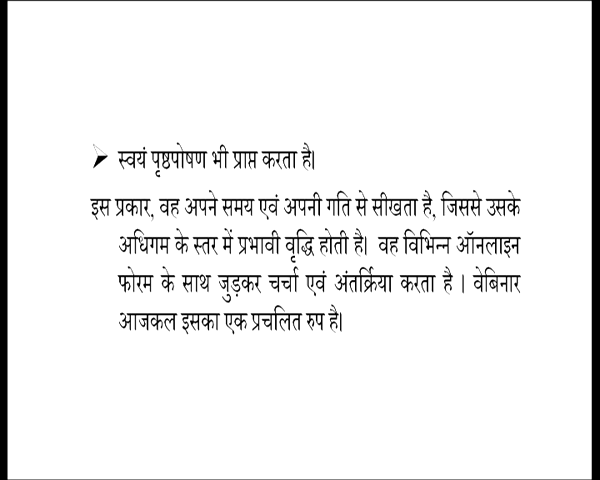 ➢ स्वयं पृष्ठपोषण भी प्राप्त करता है।
इस प्रकार, वह अपने समय एवं अपनी गति से सीखता है, जिससे उसके
अधिगम के स्तर में प्रभावी वृद्धि होती है। वह विभिन्न ऑनलाइन
फोरम के साथ जुड़कर चर्चा एवं अंतर्क्रिया करता है । वेबिनार
आजकल इसका एक प्रचलित रुप है।